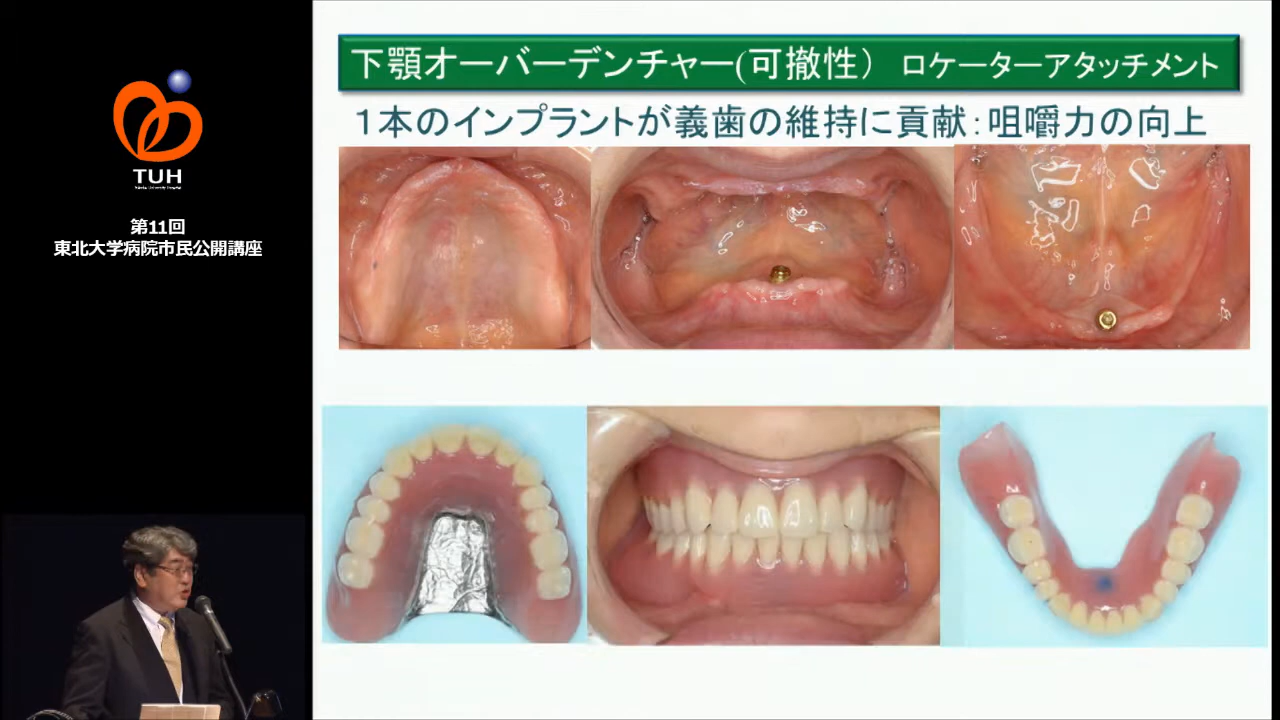 TUH
Tohoku University Hospital
第11回
東北大学病院市民公開講座
下顎オーバーデンチャー(可撤性） ロケーターアタッチメント
１本のインプラントが義歯の維持に貢献：咀嚼力の向上